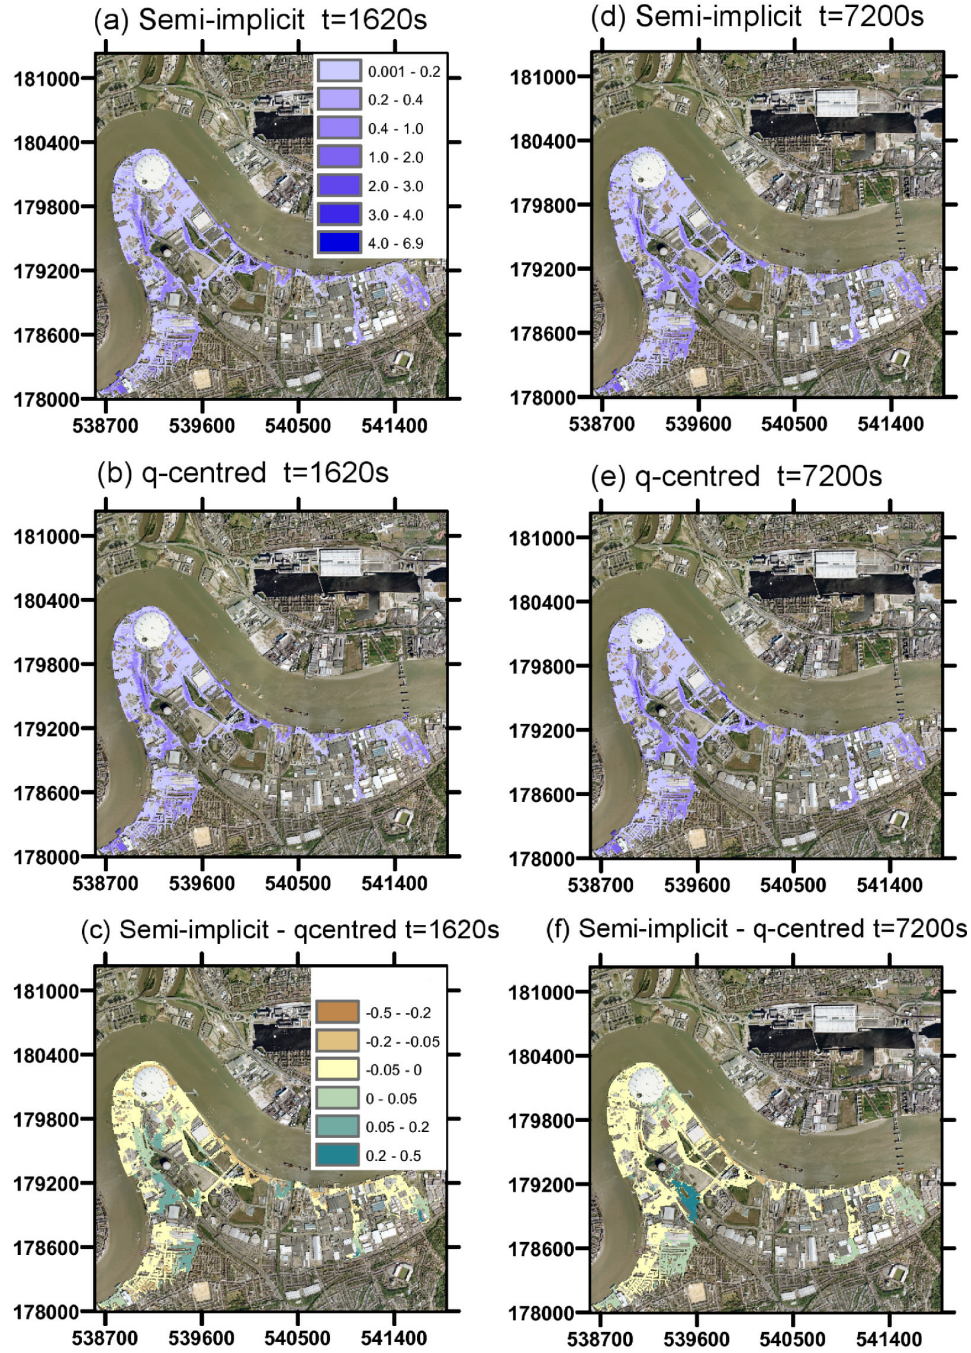 (a) Semi-implicit t=1620s
181000
180400
179800
179200
178600
178000
538700 539600 540500 541400
0.001 - 0.2
0.2 - 0.4
0.4 - 1.0
1.0 - 2.0
2.0 - 3.0
3.0 - 4.0
4.0 - 6.9
(d) Semi-implicit t=7200s
181000
180400
179800
179200
178600
178000
538700 539600 540500 541400
(b) q-centred t=1620s
181000
180400
179800
179200
178600
178000
538700 539600 540500 541400
(e) q-centred t=7200s
181000
180400
179800
179200
178600
178000
538700 539600 540500 541400
(c) Semi-implicit - qcentred t=1620s
181000
180400
179800
179200
178600
178000
538700 539600 540500 541400
-0.5 - -0.2
-0.2 - -0.05
-0.05 - 0
0 - 0.05
0.05 - 0.2
0.2 - 0.5
(f) Semi-implicit - q-centred t=7200s
181000
180400
179800
179200
178600
178000
538700 539600 540500 541400